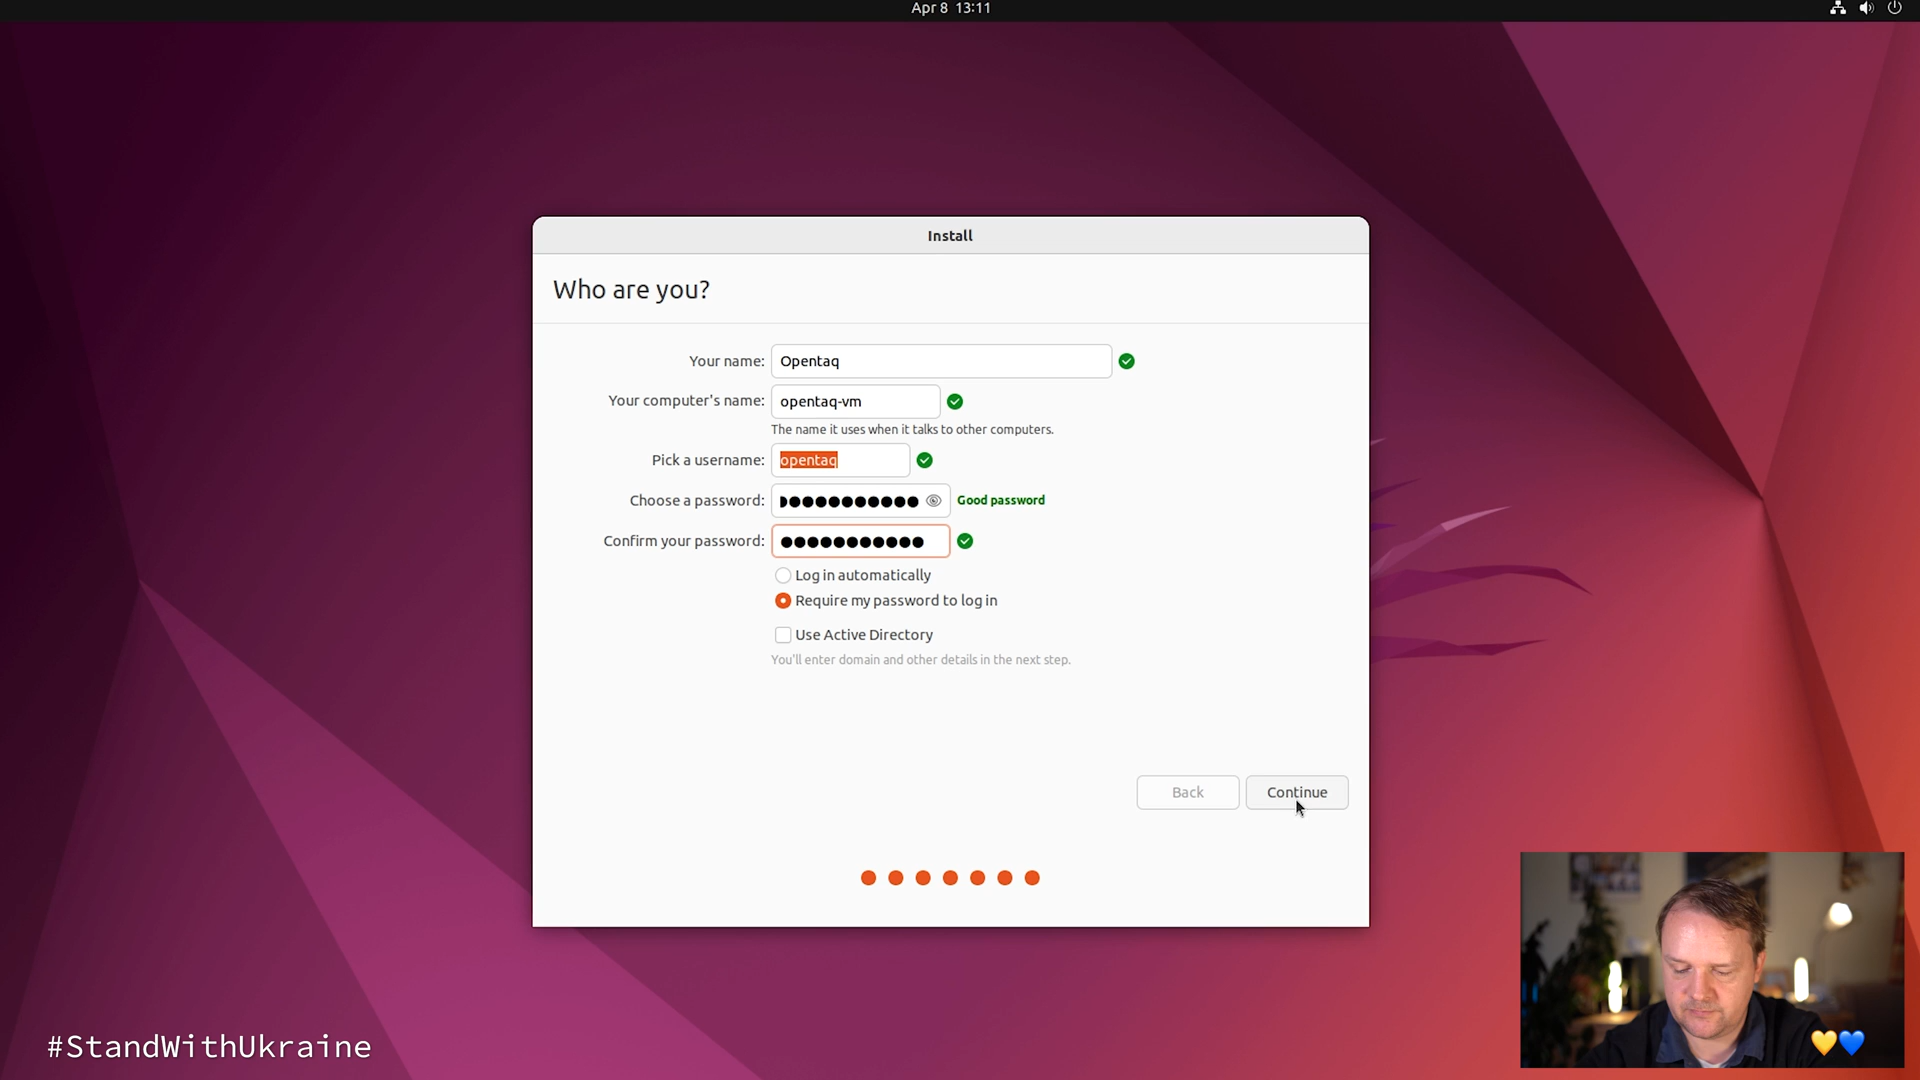 Apr 8 13:11
Install
Who are you?
Your name: Opentaq
Your computer's name: opentaq-vm
The name it uses when it talks to other computers.
Pick a username: opentaq
Choose a password: ●●●●●●●●●●● Good password
Confirm your password: ●●●●●●●●●●●
Log in automatically
Require my password to log in
Use Active Directory
You'll enter domain and other details in the next step.
Back Continue
#StandWithUkraine